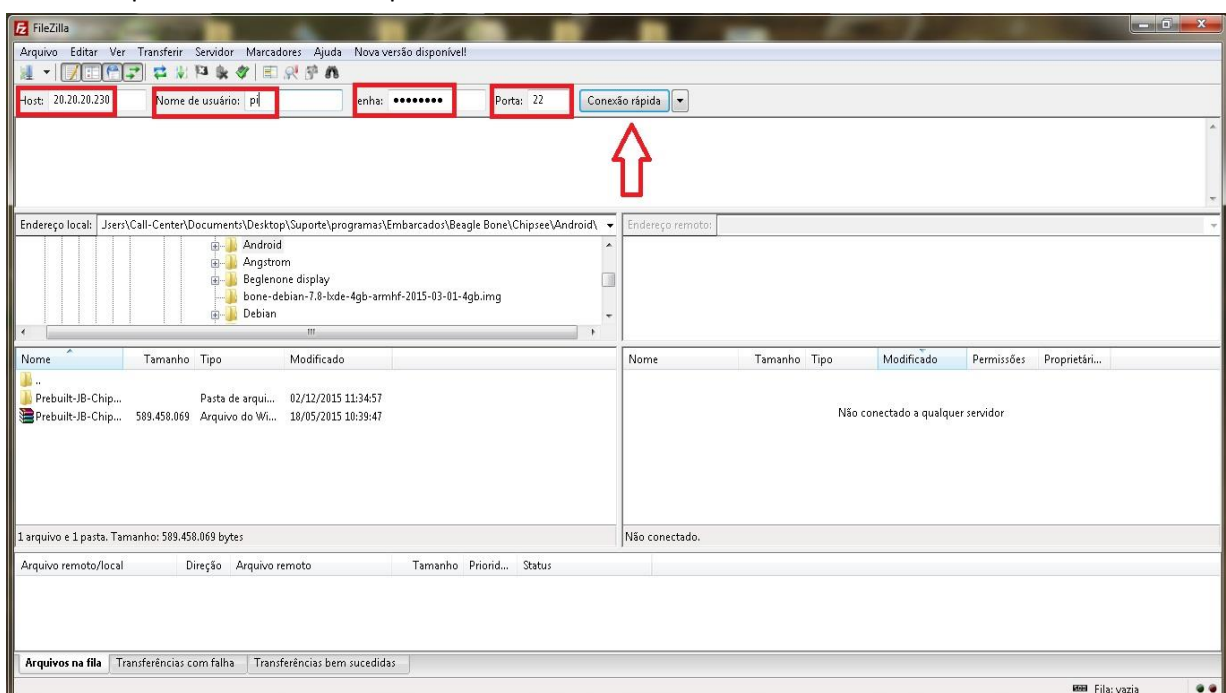 FileZilla
Arquivo Editar Ver Transferir Servidor Marcadores Ajuda Nova versão disponível!
Host: 20.20.20.230 Nome de usuário: pi enha: •••••••• Porta: 22 Conexão rápida
Endereço local: Jsers\Call-Center\Documents\Desktop\Suporte\programas\Embarcados\Beagle Bone\Chipsee\Android\ Endereço remoto:
Android
Angstrom
Beglenone display
bone-debian-7.8-lxde-4gb-armhf-2015-03-01-4gb.img
Debian
Nome Tamanho Tipo Modificado
..
Prebuilt-JB-Chip... Pasta de arqui... 02/12/2015 11:34:57
Prebuilt-JB-Chip... 589.458.069 Arquivo do Wi... 18/05/2015 10:39:47
1 arquivo e 1 pasta. Tamanho: 589.458.069 bytes
Nome Tamanho Tipo Modificado Permissões Proprietári...
Não conectado a qualquer servidor
Não conectado.
Arquivo remoto/local Direção Arquivo remoto Tamanho Priorid... Status
Arquivos na fila Transferências com falha Transferências bem sucedidas
Fila: vazia